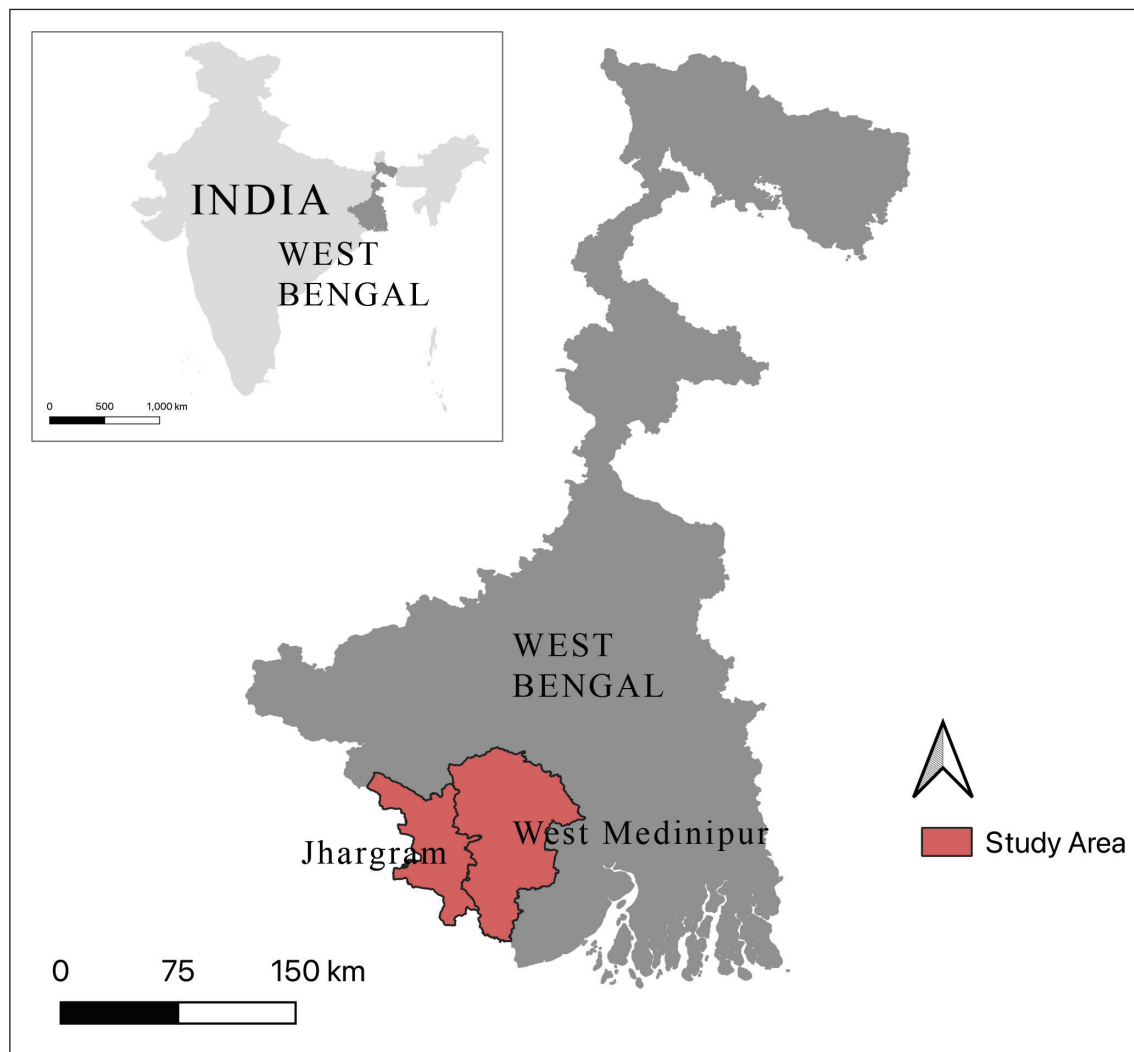 INDIA
WEST
BENGAL
0 500 1,000 km
WEST
BENGAL
West Medinipur
Jhargram
Study Area
0 75 150 km